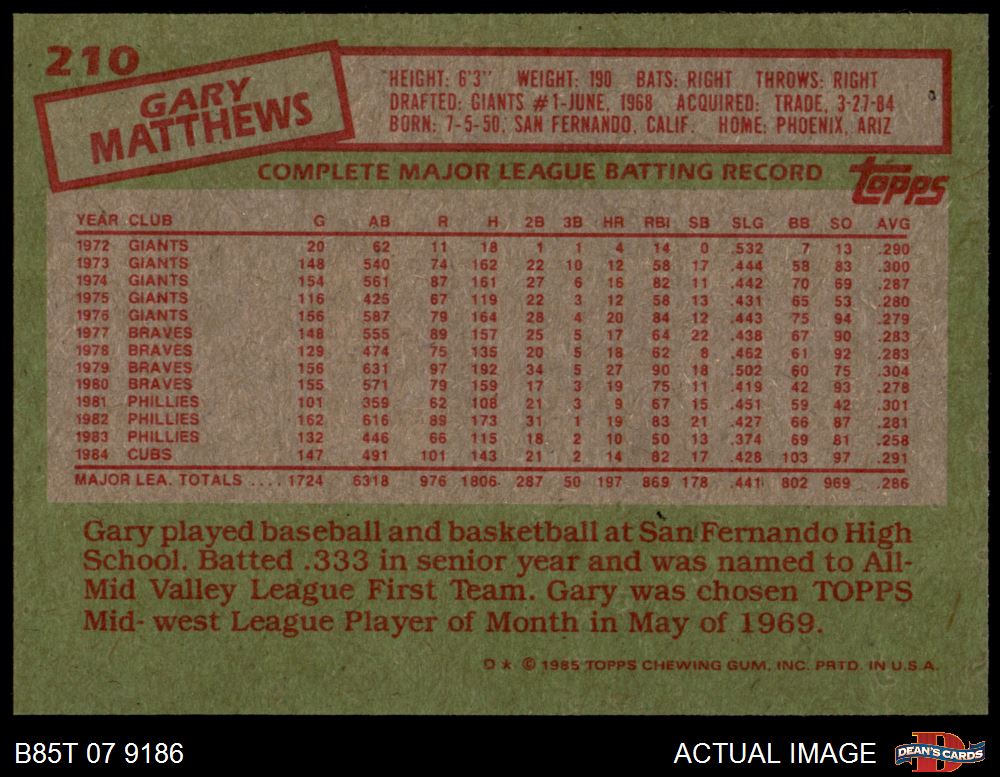 210
GARY
MATTHEWS
HEIGHT: 6'3" WEIGHT: 190 BATS: RIGHT THROWS: RIGHT
DRAFTED: GIANTS #1-JUNE, 1968 ACQUIRED: TRADE, 3-27-84
BORN: 7-5-50, SAN FERNANDO, CALIF. HOME: PHOENIX, ARIZ
COMPLETE MAJOR LEAGUE BATTING RECORD
topps
YEAR CLUB G AB R H 2B 3B HR RBI SB SLG BB SO AVG
1972 GIANTS 20 62 11 18 1 1 4 14 0 .532 7 13 .290
1973 GIANTS 148 540 74 162 22 10 12 58 17 .444 58 83 .300
1974 GIANTS 154 561 87 161 27 6 16 82 11 .442 70 69 .287
1975 GIANTS 116 425 67 119 22 3 12 58 13 .431 65 53 .280
1976 GIANTS 156 587 79 164 28 4 20 84 12 .443 75 94 .279
1977 BRAVES 148 555 89 157 25 5 17 64 22 .438 67 90 .283
1978 BRAVES 129 474 75 135 20 5 18 62 8 .462 61 92 .283
1979 BRAVES 156 631 97 192 34 5 27 90 18 .502 60 75 .304
1980 BRAVES 155 571 79 159 17 3 19 75 11 .419 42 93 .278
1981 PHILLIES 101 359 62 108 21 3 9 67 15 .451 59 42 .301
1982 PHILLIES 162 616 89 173 31 1 19 83 21 .427 66 87 .281
1983 PHILLIES 132 446 66 115 18 2 10 50 13 .374 69 81 .258
1984 CUBS 147 491 101 143 21 2 14 82 17 .428 103 97 .291
MAJOR LEA. TOTALS .... 1724 6318 976 1806 287 50 197 869 178 .441 802 969 .286
Gary played baseball and basketball at San Fernando High
School. Batted .333 in senior year and was named to All-
Mid Valley League First Team. Gary was chosen TOPPS
Mid- west League Player of Month in May of 1969.
D * © 1985 TOPPS CHEWING GUM, INC. PRTD. IN U.S.A.
B85T 07 9186 ACTUAL IMAGE D DEAN'S CARDS